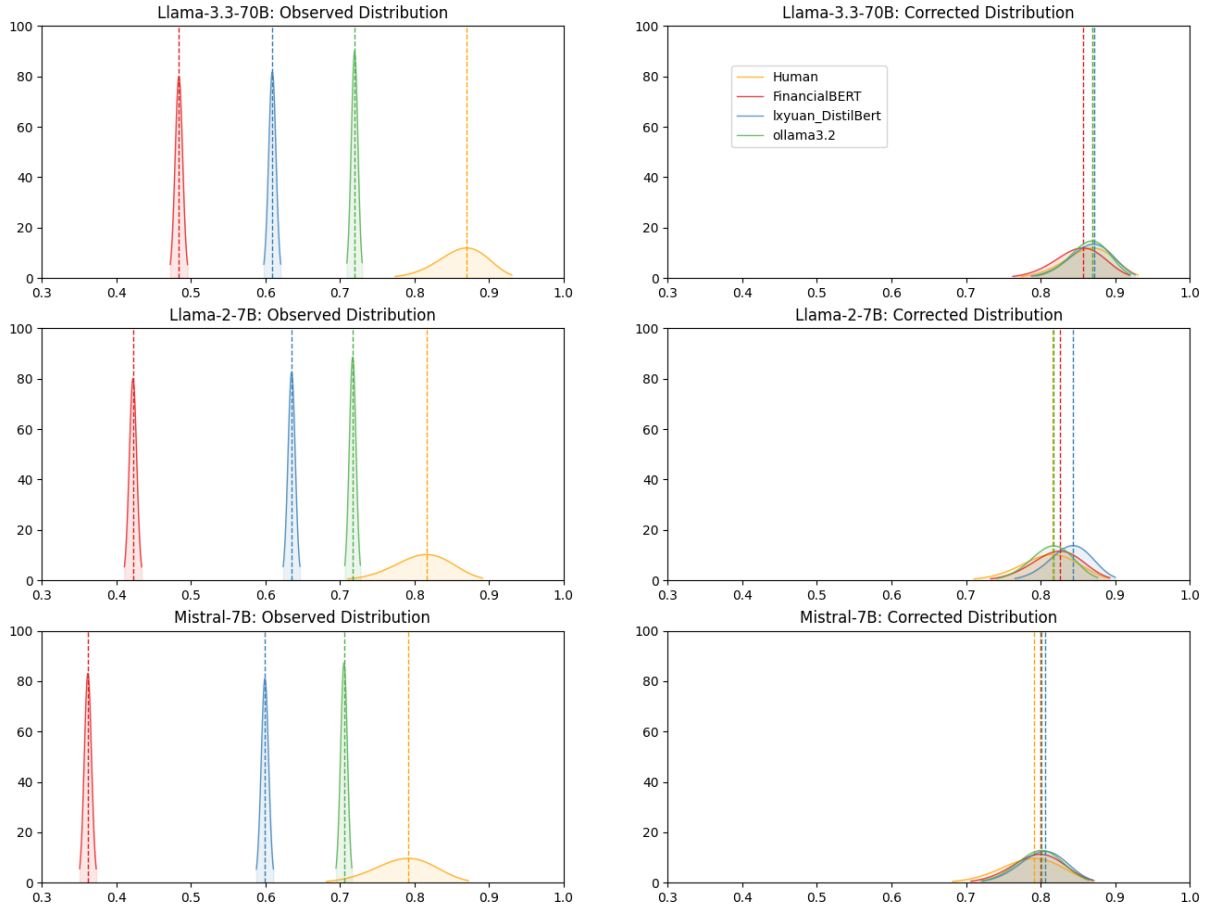 Llama-3.3-70B: Observed Distribution
100
80
60
40
20
0
0.3 0.4 0.5 0.6 0.7 0.8 0.9 1.0
Llama-3.3-70B: Corrected Distribution
100
80
60
40
20
0
Human
FinancialBERT
lxyuan_DistilBert
ollama3.2
0.3 0.4 0.5 0.6 0.7 0.8 0.9 1.0
Llama-2-7B: Observed Distribution
100
80
60
40
20
0
0.3 0.4 0.5 0.6 0.7 0.8 0.9 1.0
Llama-2-7B: Corrected Distribution
100
80
60
40
20
0
0.3 0.4 0.5 0.6 0.7 0.8 0.9 1.0
Mistral-7B: Observed Distribution
100
80
60
40
20
0
0.3 0.4 0.5 0.6 0.7 0.8 0.9 1.0
Mistral-7B: Corrected Distribution
100
80
60
40
20
0
0.3 0.4 0.5 0.6 0.7 0.8 0.9 1.0